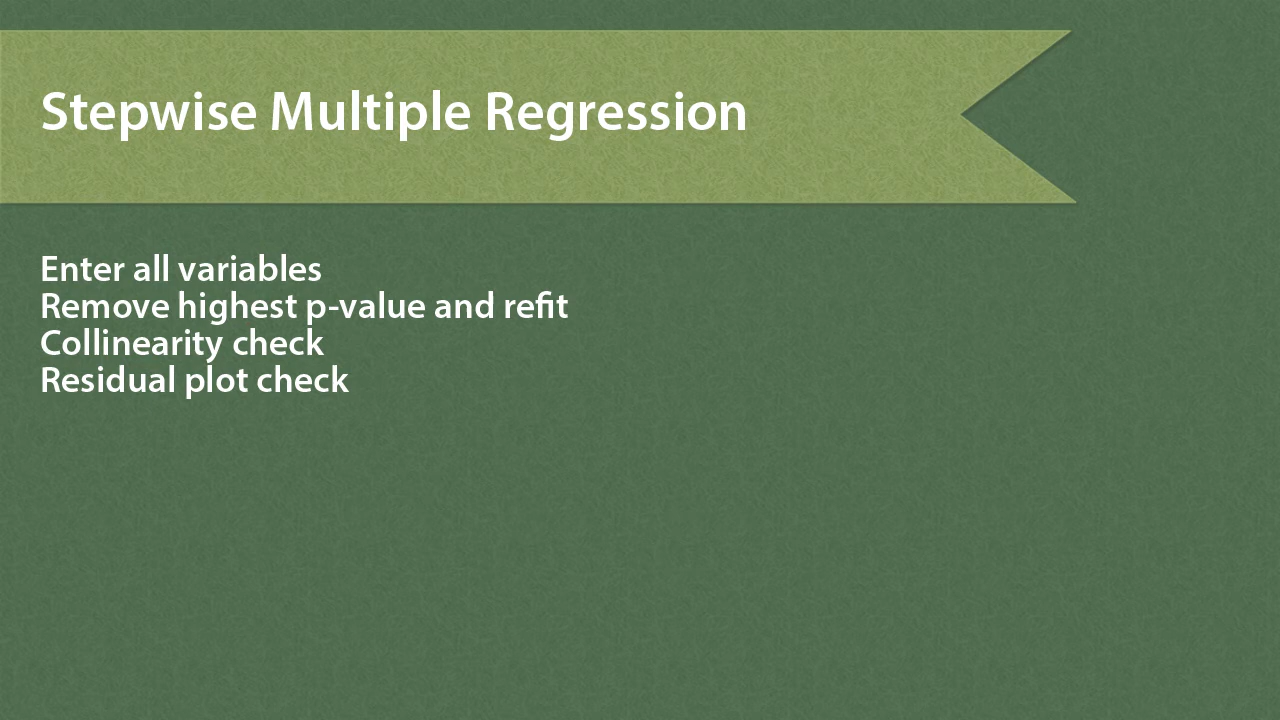 Stepwise Multiple Regression
Enter all variables
Remove highest p-value and refit
Collinearity check
Residual plot check